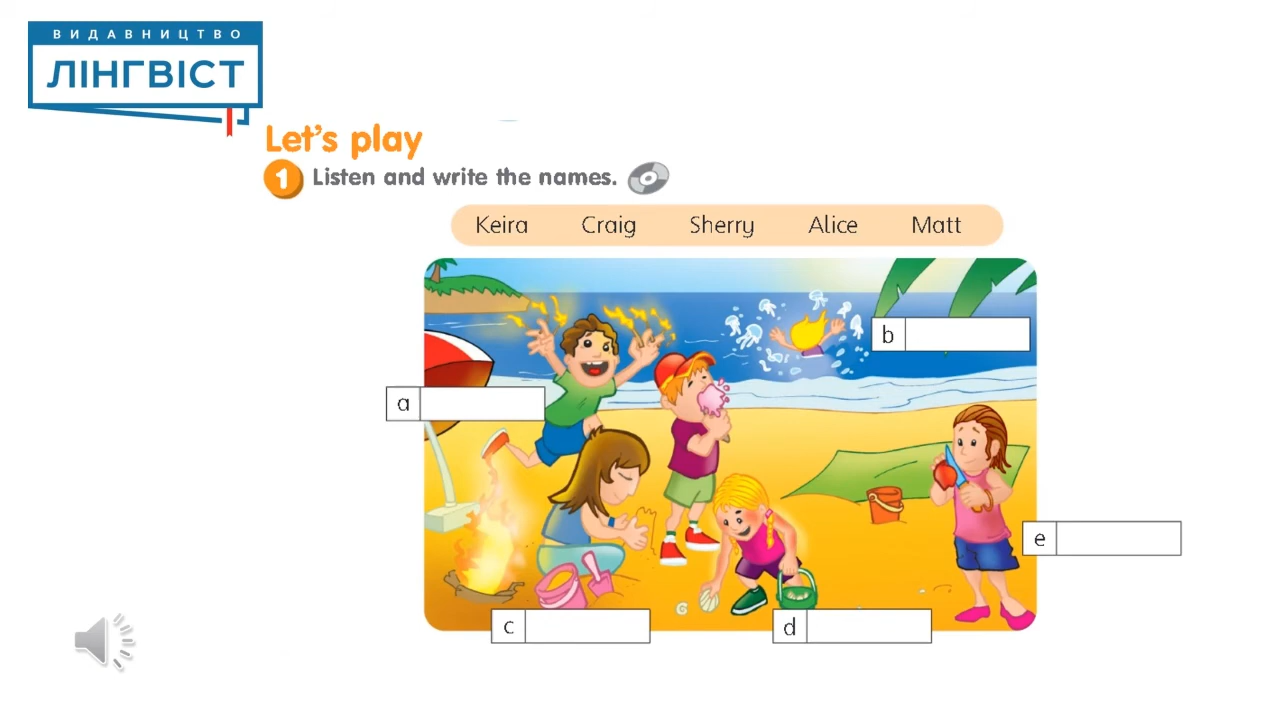 ВИДАВНИЦТВО
ЛІНГВІСТ
Let's play
1 Listen and write the names.
Keira Craig Sherry Alice Matt
b
a
e
c d